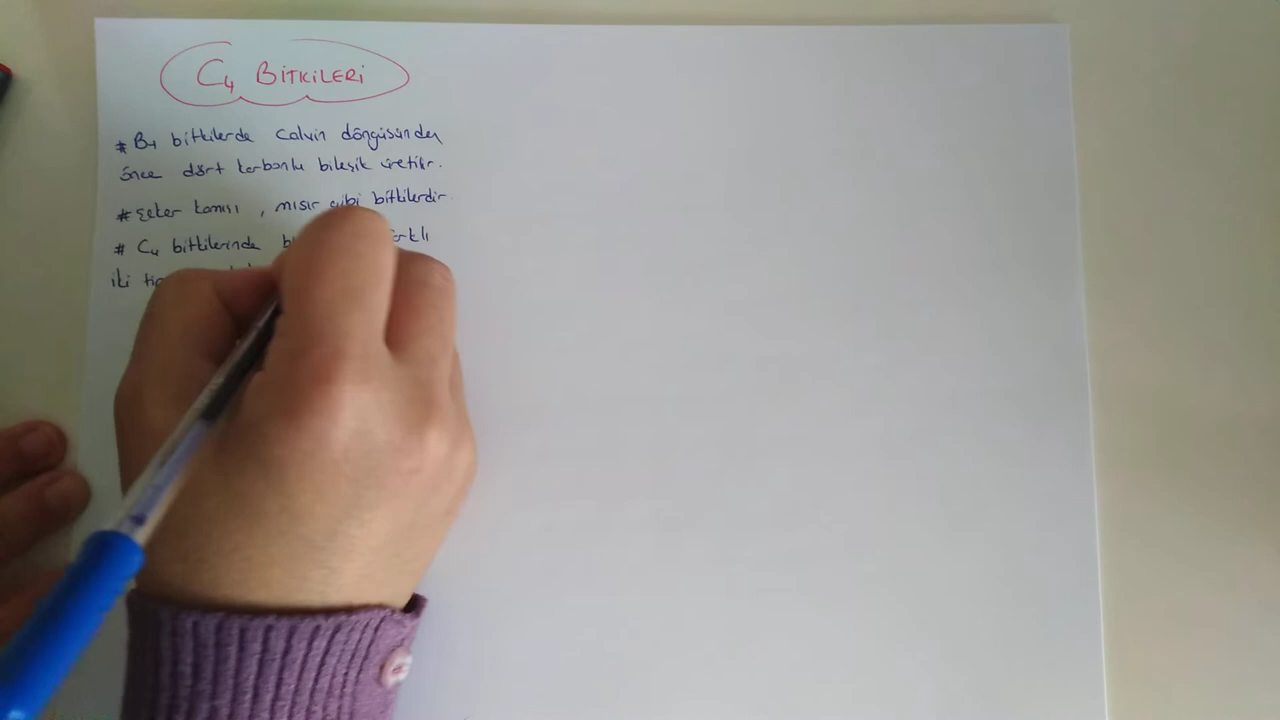 C4 BİTKİLERİ
* Bu bitkilerde Calvin döngüsünden
önce dört karbonlu bileşik üretilir.
* Şeker kamışı, mısır gibi bitkilerdir.
* C4 bitkilerinde
iki